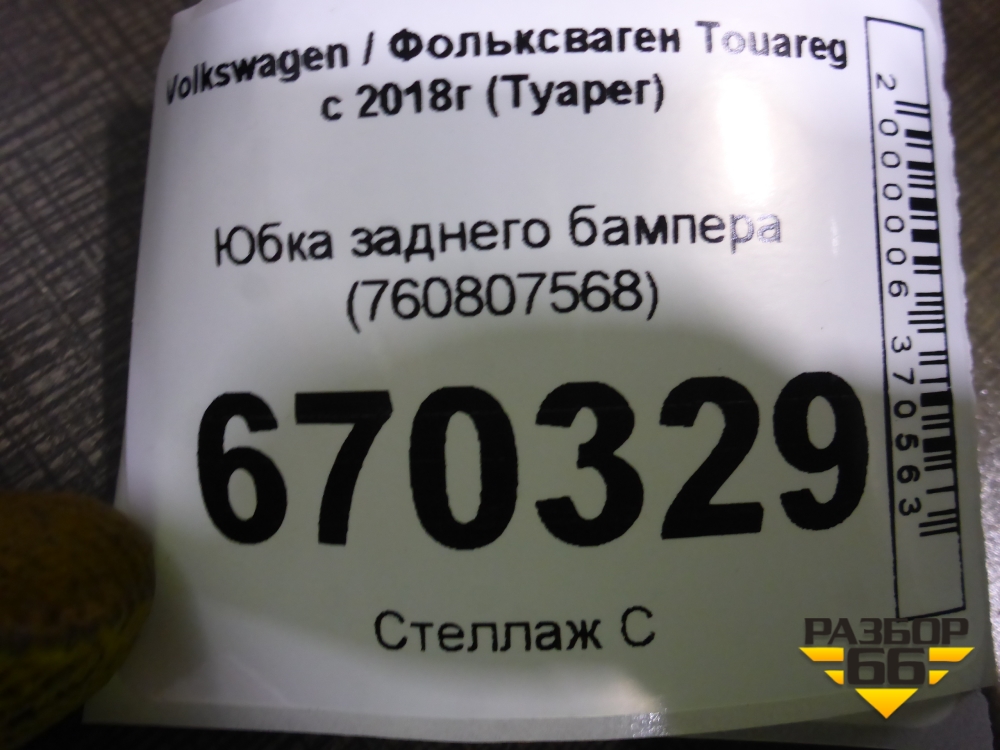 Volkswagen / Фольксваген Touareg
с 2018г (Туарег)
Юбка заднего бампера
(760807568)
670329
Стеллаж С
2000006370563
РАЗБОР
66